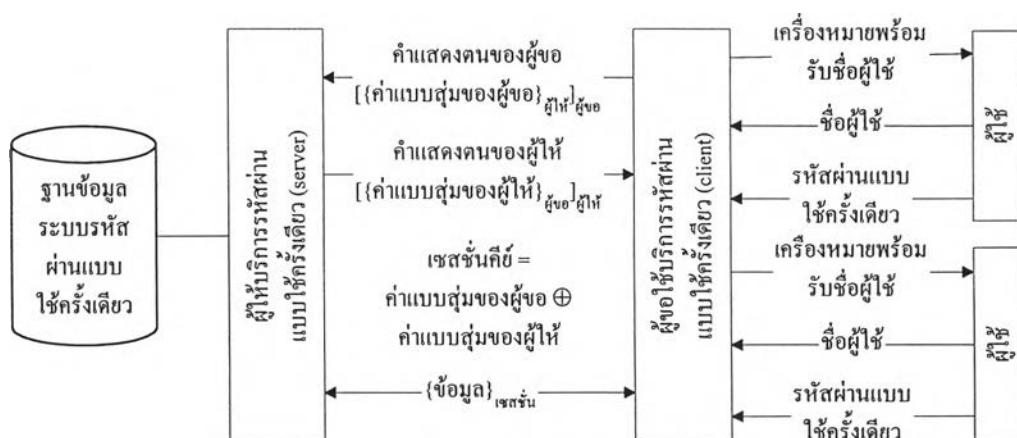 ฐานข้อมูล
ระบบรหัส
ผ่านแบบ
ใช้ครั้งเดียว
ผู้ให้บริการรหัสผ่าน
แบบใช้ครั้งเดียว (server)
คำแสดงตนของผู้ขอ
[{ค่าแบบสุ่มของผู้ขอ}ผู้ให้]ผู้ขอ
คำแสดงตนของผู้ให้
[{ค่าแบบสุ่มของผู้ให้}ผู้ขอ]ผู้ให้
เซสชั่นคีย์ =
ค่าแบบสุ่มของผู้ขอ ⊕
ค่าแบบสุ่มของผู้ให้
{ข้อมูล}เซสชั่น
ผู้ขอใช้บริการรหัสผ่าน
แบบใช้ครั้งเดียว (client)
เครื่องหมายพร้อม
รับชื่อผู้ใช้
ชื่อผู้ใช้
รหัสผ่านแบบ
ใช้ครั้งเดียว
ผู้ใช้
เครื่องหมายพร้อม
รับชื่อผู้ใช้
ชื่อผู้ใช้
รหัสผ่านแบบ
ใช้ครั้งเดียว
ผู้ใช้